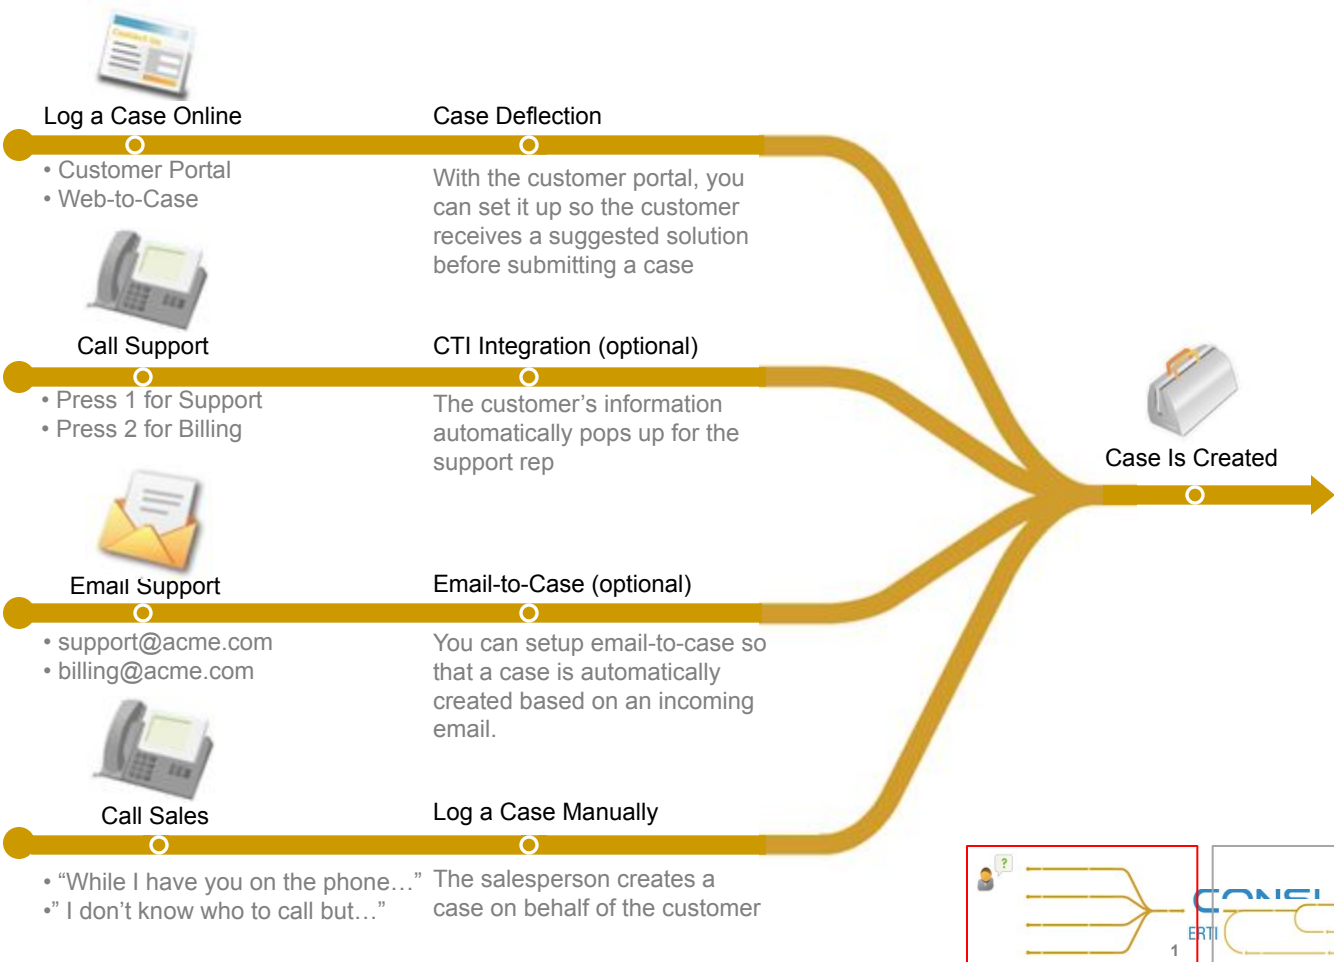 Contact Us
Log a Case Online
Case Deflection
• Customer Portal
• Web-to-Case
With the customer portal, you
can set it up so the customer
receives a suggested solution
before submitting a case
Call Support
CTI Integration (optional)
• Press 1 for Support
• Press 2 for Billing
The customer’s information
automatically pops up for the
support rep
Case Is Created
Email Support
Email-to-Case (optional)
• support@acme.com
• billing@acme.com
You can setup email-to-case so
that a case is automatically
created based on an incoming
email.
Call Sales
Log a Case Manually
• “While I have you on the phone…”
•” I don’t know who to call but…”
The salesperson creates a
case on behalf of the customer
?
ERTI
1